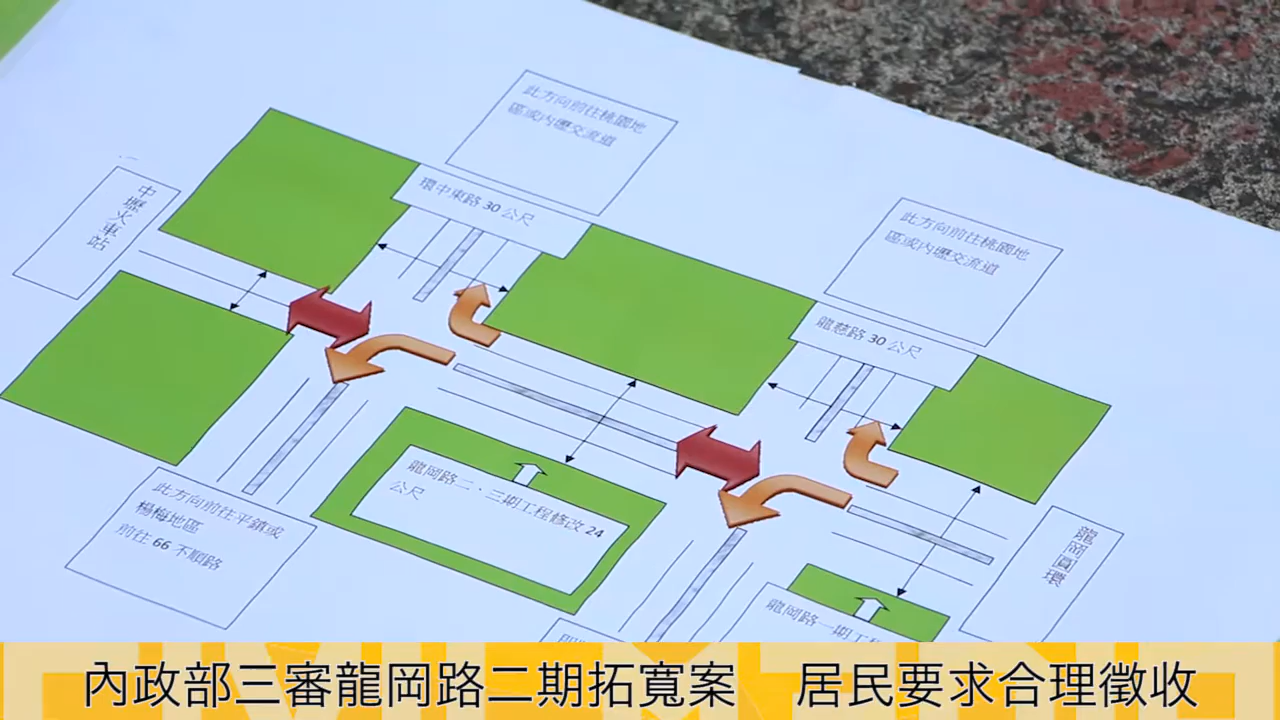 此方向前往桃園地
區或內壢交流道
中壢火車站
環中東路 30 公尺
此方向前往桃園地
區或內壢交流道
龍慈路 30 公尺
龍岡路二、三期工程修改 24
公尺
此方向前往平鎮或
楊梅地區
前往 66 不順路
龍岡圓環
龍岡路一期工程
內政部三審龍岡路二期拓寬案 居民要求合理徵收